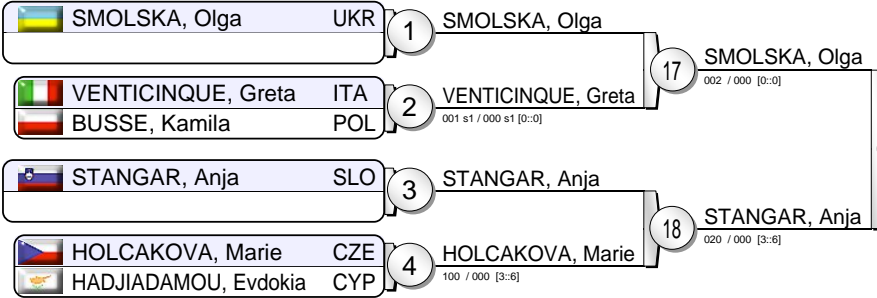 SMOLSKA, Olga UKR
1
SMOLSKA, Olga
17
SMOLSKA, Olga
002 / 000 [0::0]
VENTICINQUE, Greta ITA
BUSSE, Kamila POL
2
VENTICINQUE, Greta
001 s1 / 000 s1 [0::0]
STANGAR, Anja SLO
3
STANGAR, Anja
18
STANGAR, Anja
020 / 000 [3::6]
HOLCAKOVA, Marie CZE
HADJIADAMOU, Evdokia CYP
4
HOLCAKOVA, Marie
100 / 000 [3::6]